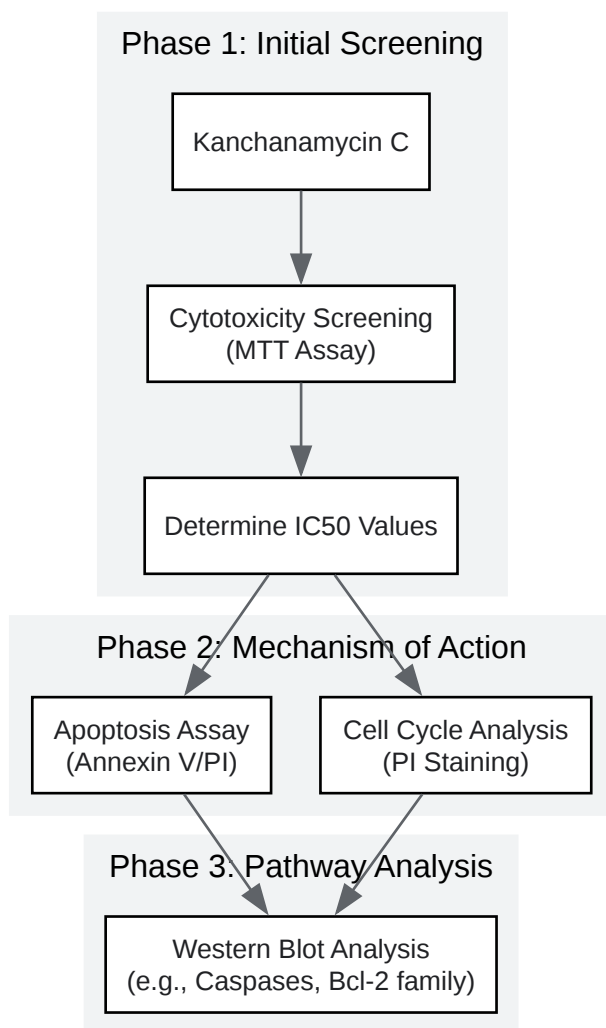 Phase 1: Initial Screening
Kanchanamycin C
Cytotoxicity Screening
(MTT Assay)
Determine IC50 Values
Phase 2: Mechanism of Action
Apoptosis Assay
(Annexin V/PI)
Cell Cycle Analysis
(PI Staining)
Phase 3: Pathway Analysis
Western Blot Analysis
(e.g., Caspases, Bcl-2 family)